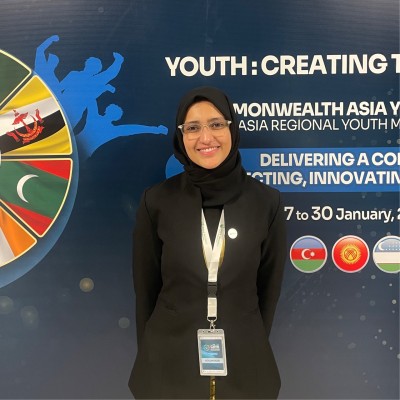 YOUTH : CREATING T
MONWEALTH ASIA Y
ASIA REGIONAL YOUTH M
DELIVERING A CO
CTING, INNOVATIN
7 to 30 January, 2